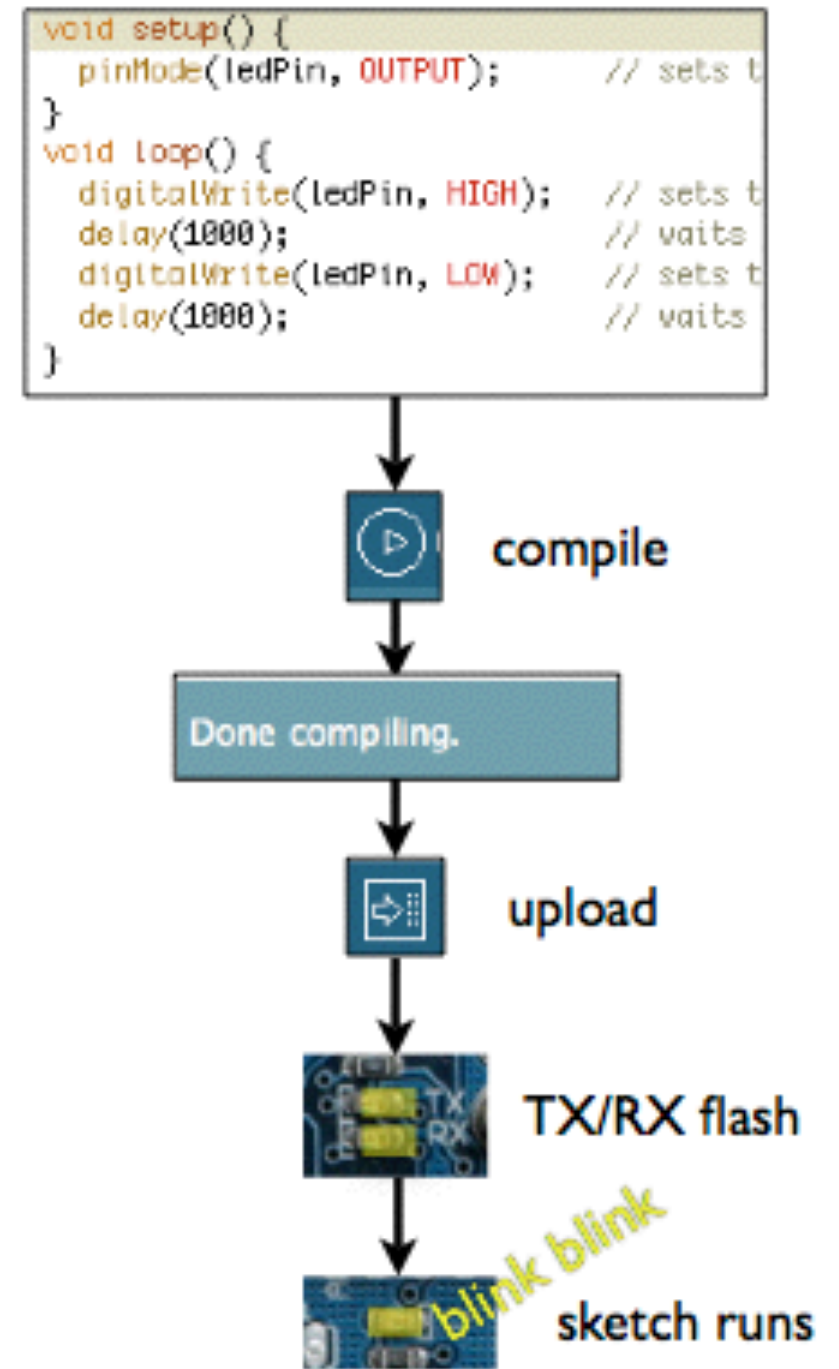 void setup() {
pinMode(ledPin, OUTPUT); // sets t
}
void loop() {
digitalWrite(ledPin, HIGH); // sets t
delay(1000); // waits
digitalWrite(ledPin, LOW); // sets t
delay(1000); // waits
}
compile
Done compiling.
upload
TX
RX
TX/RX flash
blink blink
sketch runs